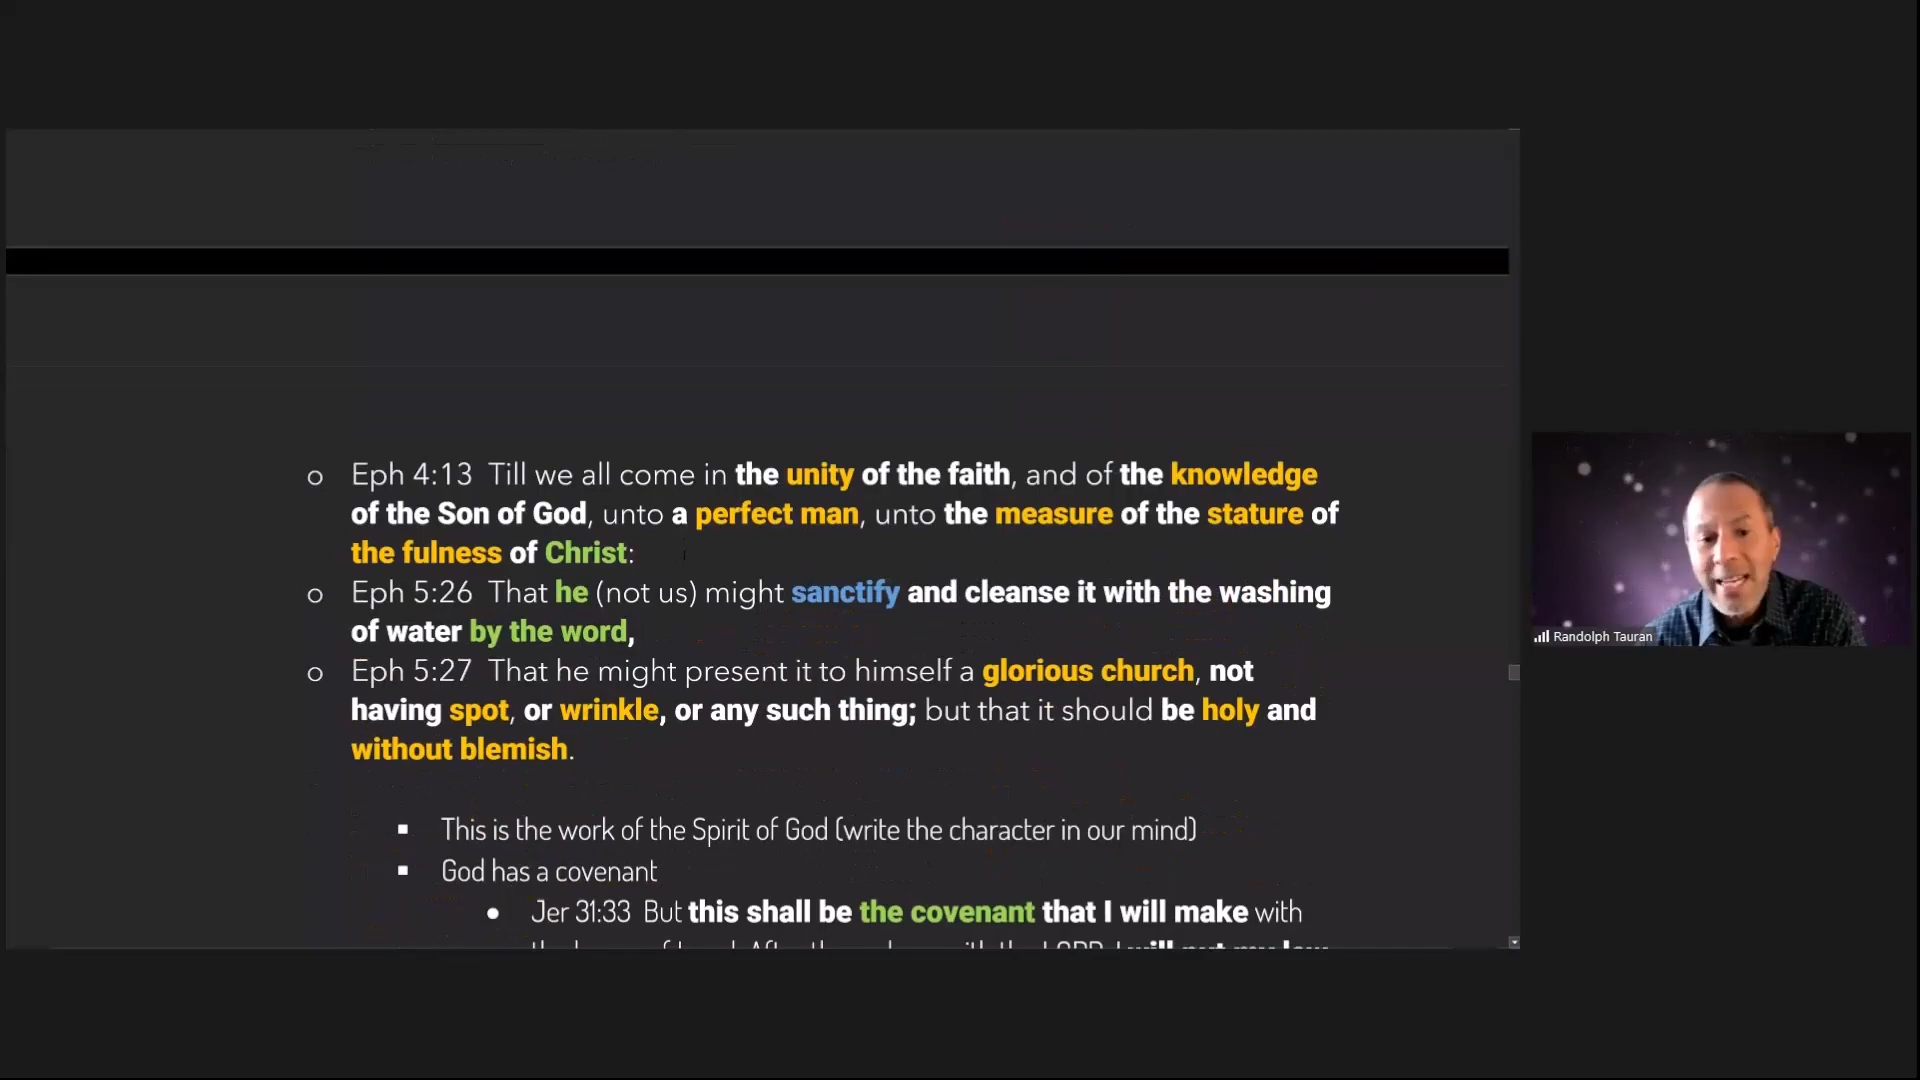 o Eph 4:13 Till we all come in the unity of the faith, and of the knowledge
of the Son of God, unto a perfect man, unto the measure of the stature of
the fulness of Christ:
o Eph 5:26 That he (not us) might sanctify and cleanse it with the washing
of water by the word,
o Eph 5:27 That he might present it to himself a glorious church, not
having spot, or wrinkle, or any such thing; but that it should be holy and
without blemish.
▪ This is the work of the Spirit of God (write the character in our mind)
▪ God has a covenant
• Jer 31:33 But this shall be the covenant that I will make with
Randolph Tauran